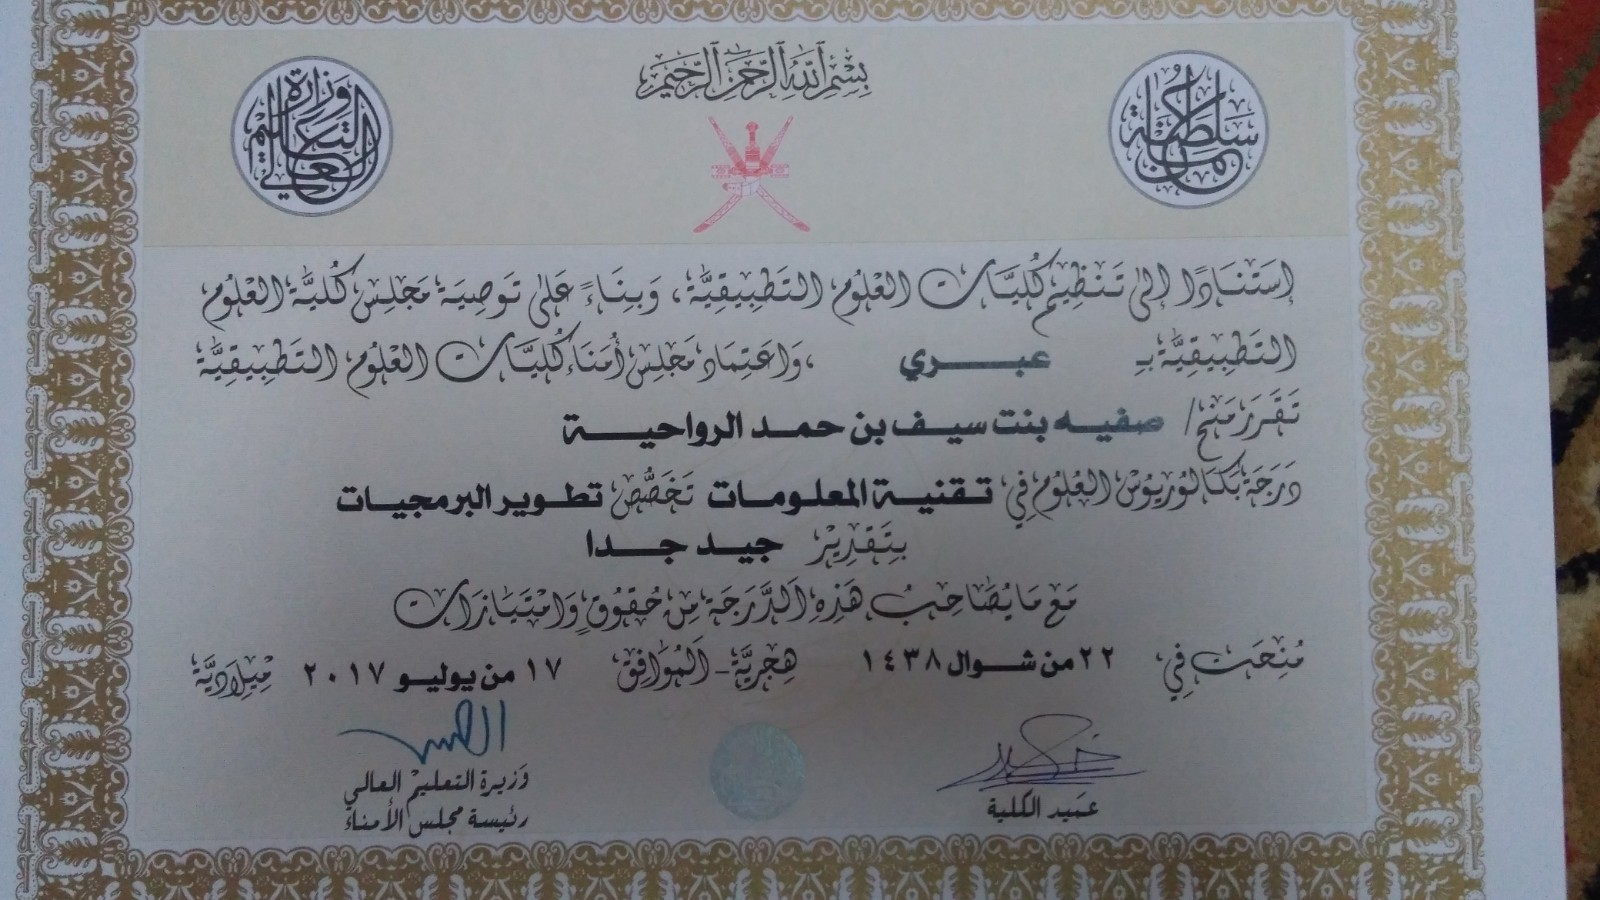 بسم الله الرحمن الرحيم
سلطنة عمان
وزارة التعليم العالي
إستنادًا إلى تنظيم كليات العلوم التطبيقية، وبناءً على توصية مجلس كلية العلوم
التطبيقية بـ عبري ،واعتماد مجلس أمناء كليات العلوم التطبيقية
تقرر منح/ صفيه بنت سيف بن حمد الرواحية
درجة بكالوريوس العلوم في تقنية المعلومات تخصص تطوير البرمجيات
بتقدير جيد جدا
مع ما يصاحب هذه الدرجة من حقوق وامتيازات
منحت في ٢٢ من شوال ١٤٣٨ هجرية - الموافق ١٧ من يوليو ٢٠١٧ ميلادية
عميد الكلية
وزيرة التعليم العالي
رئيسة مجلس الأمناء